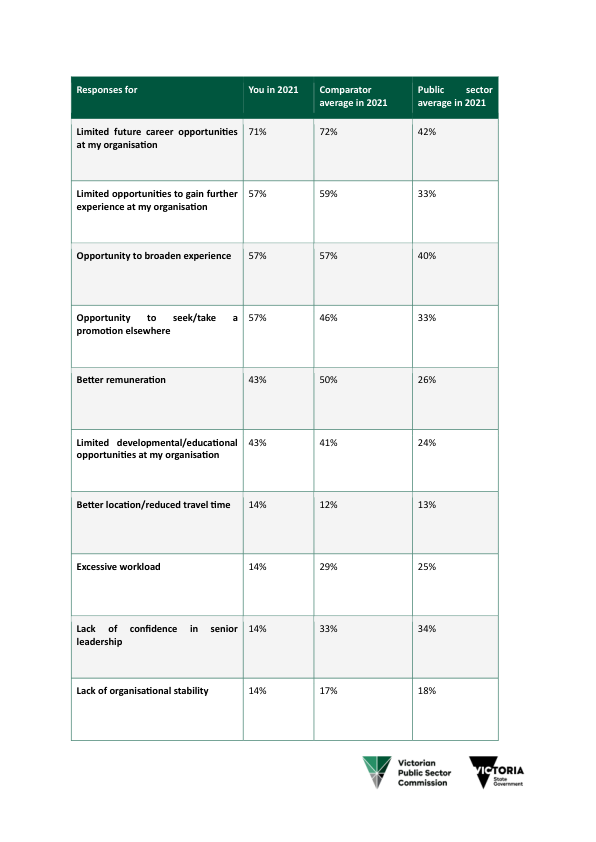 Responses for You in 2021 Comparator Public sector
average in 2021 average in 2021
Limited future career opportunities 71% 72% 42%
at my organisation
Limited opportunities to gain further 57% 59% 33%
experience at my organisation
Opportunity to broaden experience 57% 57% 40%
Opportunity to seek/take a 57% 46% 33%
promotion elsewhere
Better remuneration 43% 50% 26%
Limited developmental/educational 43% 41% 24%
opportunities at my organisation
Better location/reduced travel time 14% 12% 13%
Excessive workload 14% 29% 25%
Lack of confidence in senior 14% 33% 34%
leadership
Lack of organisational stability 14% 17% 18%
Victorian
Public Sector
Commission
VICTORIA
State
Government